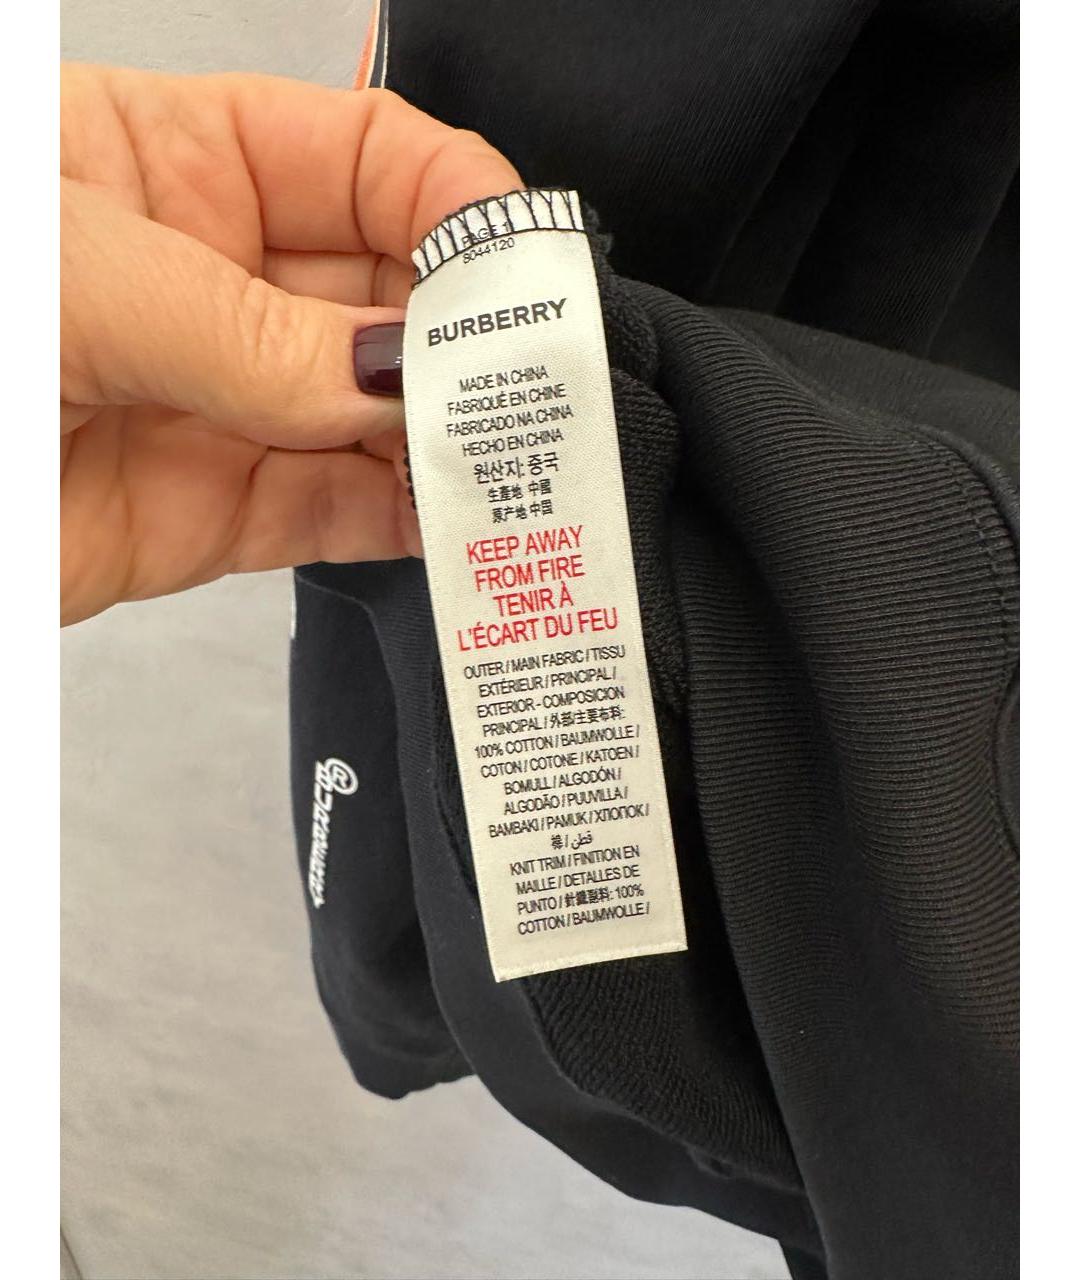 PAGE 1
8044120
BURBERRY
MADE IN CHINA
FABRIQUÉ EN CHINE
FABRICADO NA CHINA
HECHO EN CHINA
원산지: 중국
生產地 中國
原产地 中国
KEEP AWAY
FROM FIRE
TENIR À
L'ÉCART DU FEU
OUTER / MAIN FABRIC / TISSU
EXTÉRIEUR / PRINCIPAL /
EXTERIOR - COMPOSICION
PRINCIPAL / 外部/主要布料:
100% COTTON / BAUMWOLLE /
COTON / COTONE / KATOEN /
BOMULL / ALGODÓN /
ALGODÃO / PUUVILLA /
BAMBAKI / PAMUK / ХЛОПОК /
棉 / قطن
KNIT TRIM / FINITION EN
MAILLE / DETALLES DE
PUNTO / 針織副料: 100%
COTTON / BAUMWOLLE /